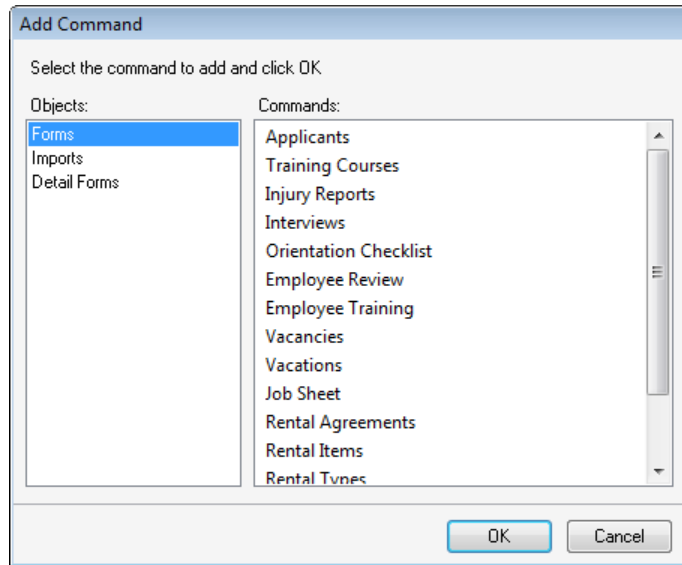 Add Command
Select the command to add and click OK
Objects:
Forms
Imports
Detail Forms
Commands:
Applicants
Training Courses
Injury Reports
Interviews
Orientation Checklist
Employee Review
Employee Training
Vacancies
Vacations
Job Sheet
Rental Agreements
Rental Items
Rental Types
OK
Cancel